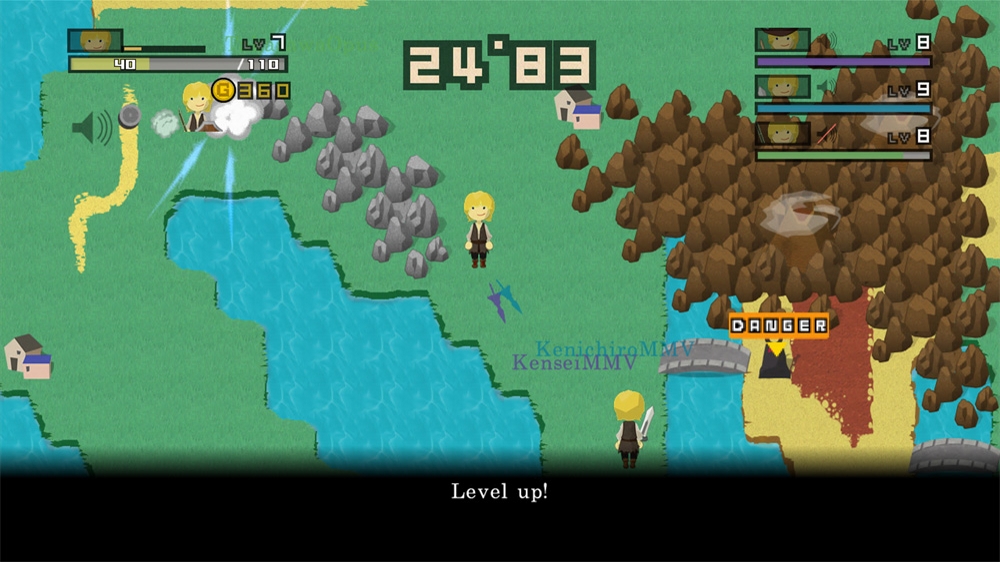 LV 7
40 /110
G 360
24"83
LV 8
LV 9
LV 8
DANGER
KenichiroMMV
KenseiMMV
Level up!